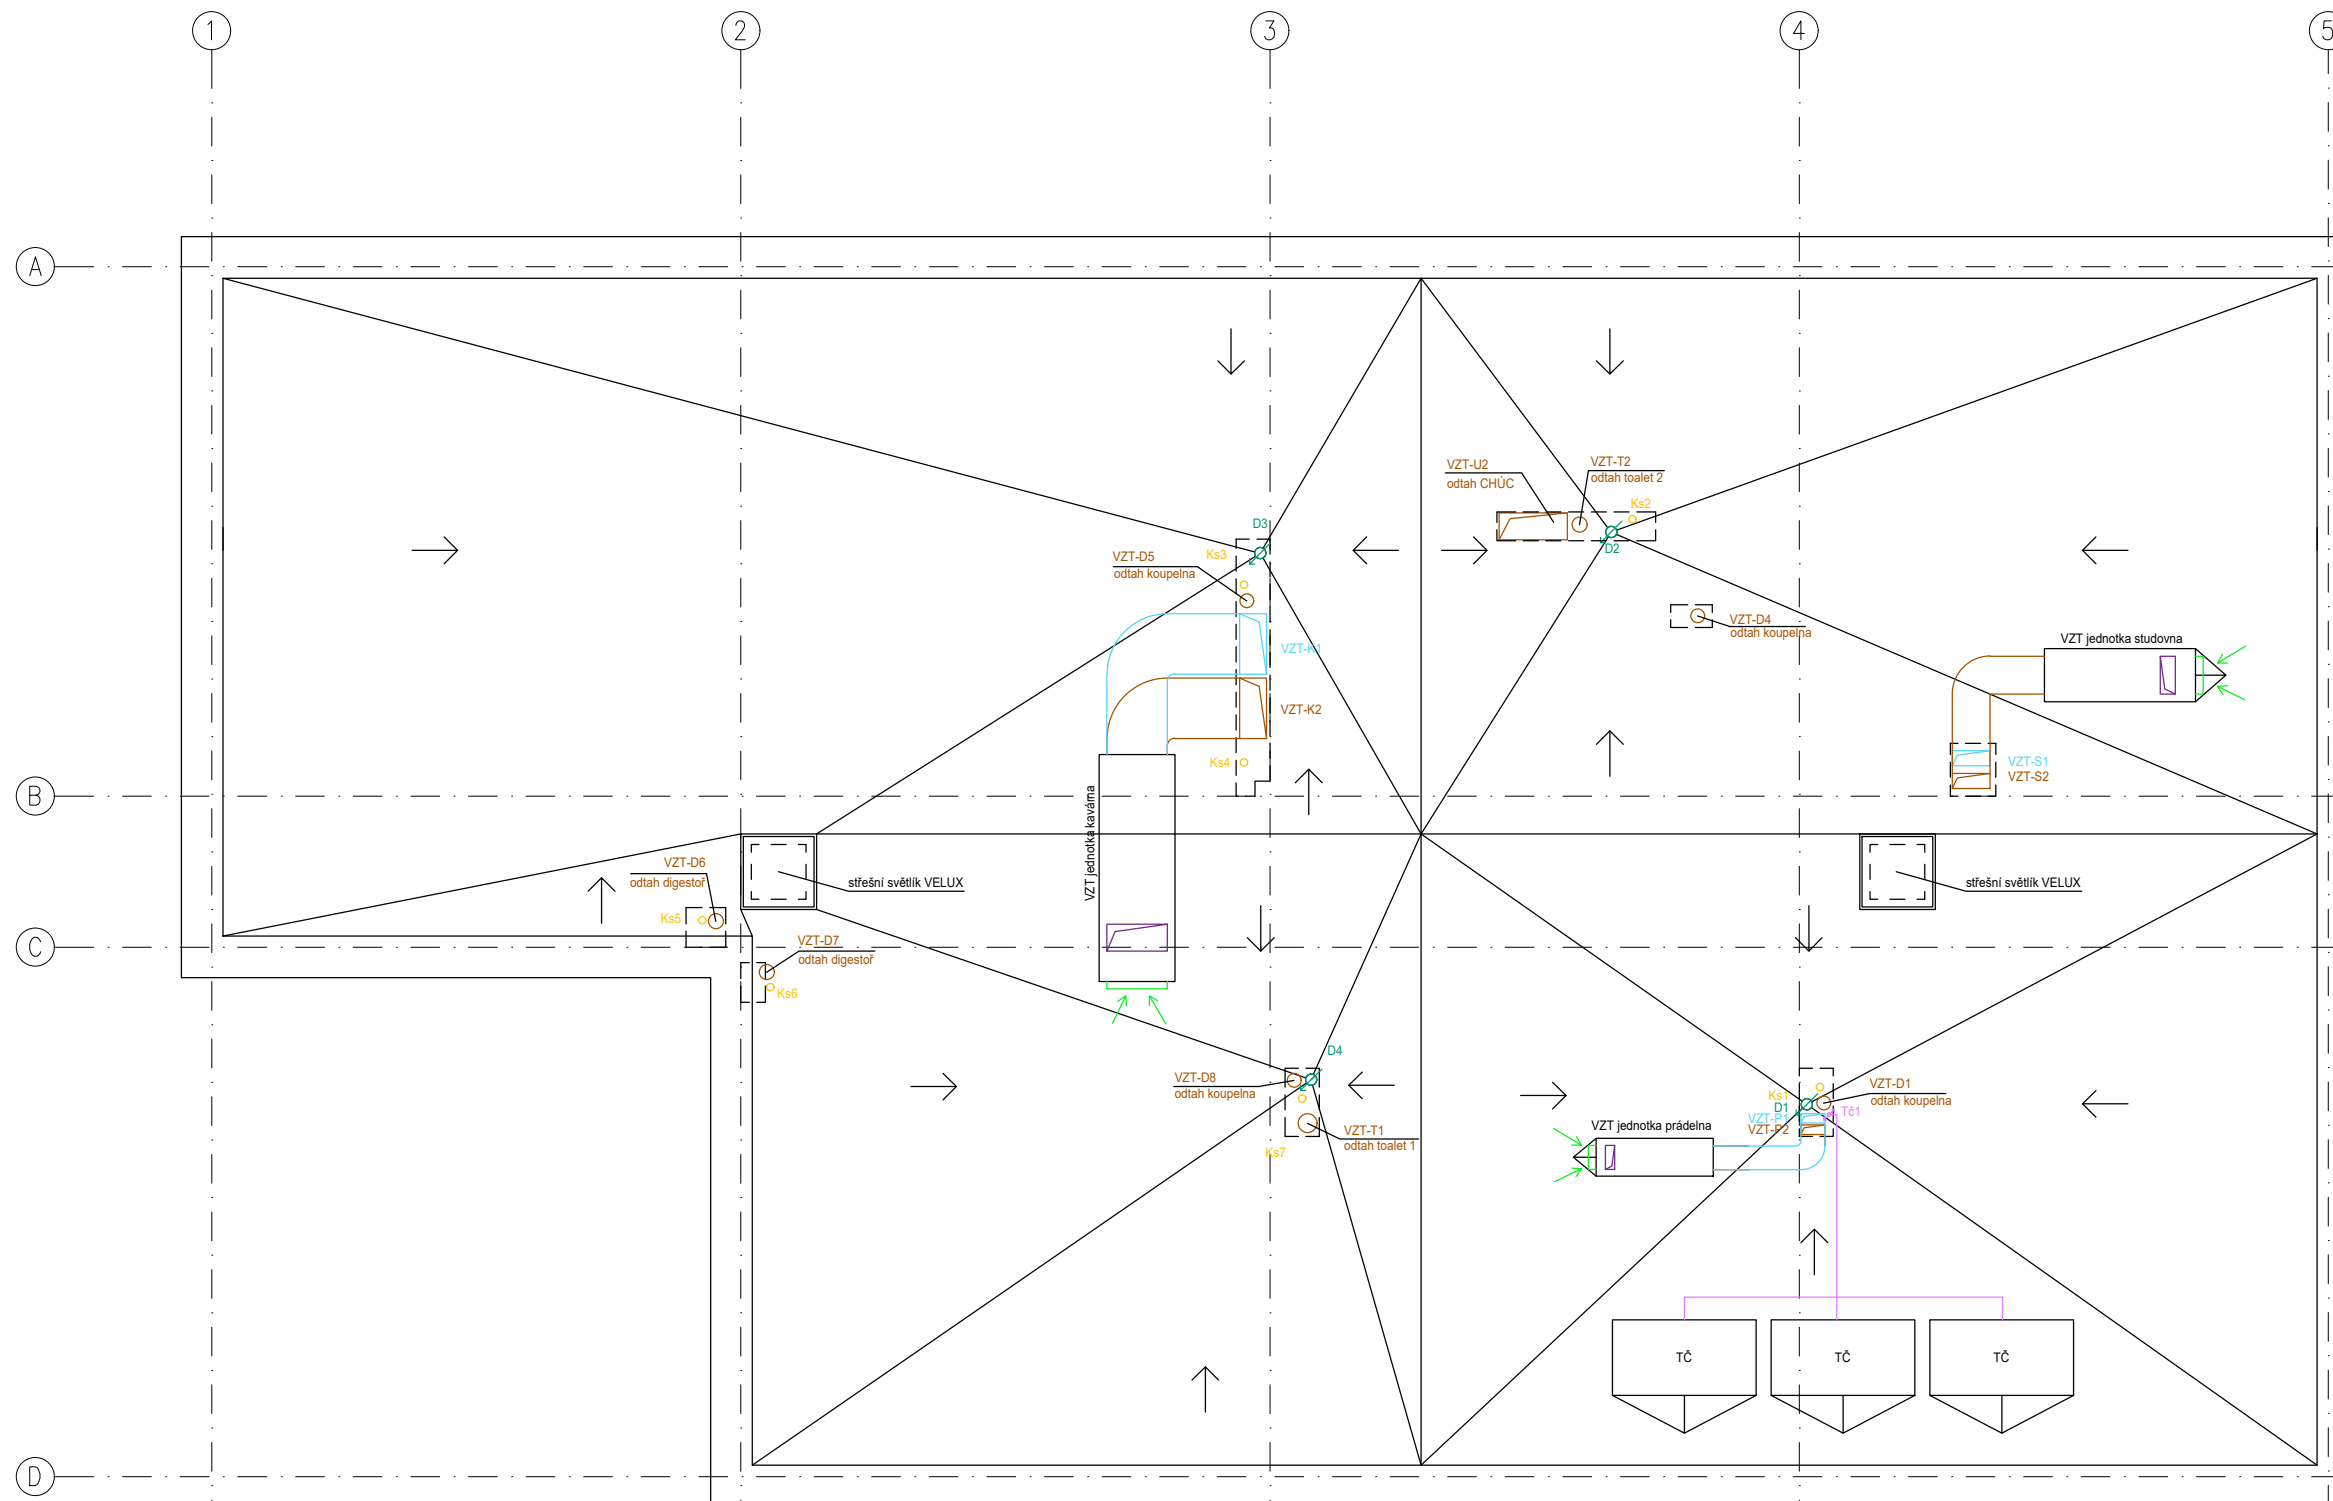 1
2
3
4
5
A
VZT-U2
odtah CHÚC
VZT-T2
odtah toalet 2
Ks2
D2
D3
Ks3
VZT-D5
odtah koupelna
VZT-D4
odtah koupelna
VZT jednotka studovna
VZT-K1
VZT-K2
Ks4
VZT-S1
VZT-S2
B
VZT jednotka kavárna
VZT-D6
odtah digestoř
střešní světlík VELUX
střešní světlík VELUX
Ks5
C
VZT-D7
odtah digestoř
Ks6
D4
VZT-D8
odtah koupelna
VZT-T1
odtah toalet 1
Ks7
Ks1
D1
VZT-P1
VZT-P2
VZT-D1
odtah koupelna
Tč1
VZT jednotka prádelna
TČ
TČ
TČ
D